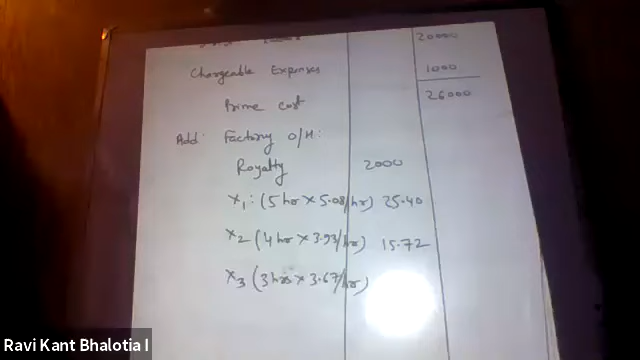 20000
Chargeable Expenses 1000
Prime cost 26000
Add: Factory O/H:
Royalty 2000
X1: (5 hr × 5.08/hr) 25.40
X2 (4 hr × 3.93/hr) 15.72
X3 (3 hrs × 3.67/hr)
Ravi Kant Bhalotia I